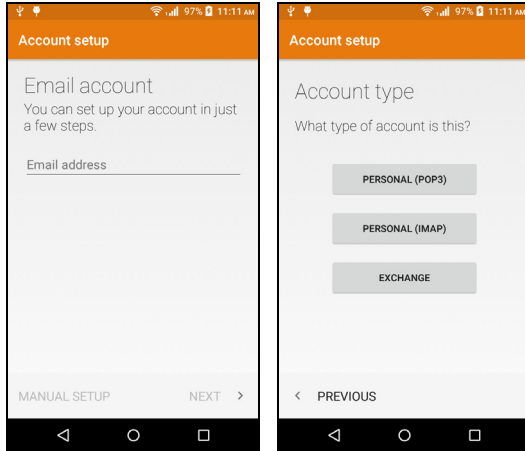 97% 11:11 AM
Account setup
Email account
You can set up your account in just
a few steps.
Email address
MANUAL SETUP
NEXT
97% 11:11 AM
Account setup
Account type
What type of account is this?
PERSONAL (POP3)
PERSONAL (IMAP)
EXCHANGE
PREVIOUS